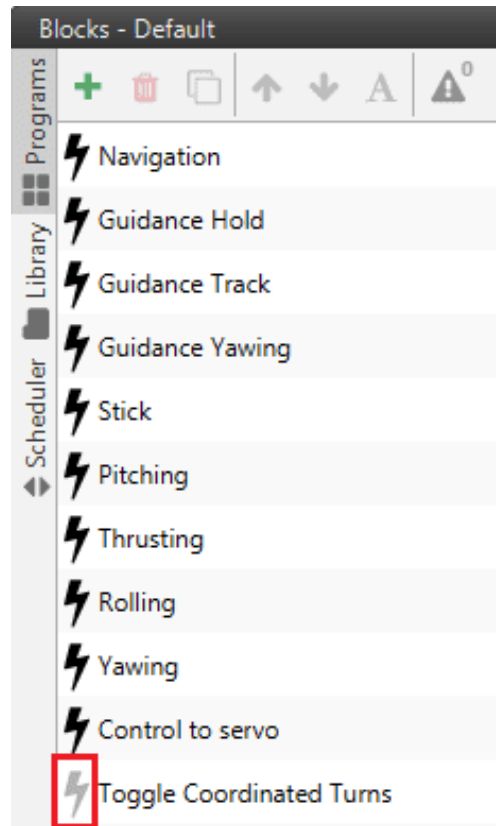 Blocks - Default
Programs
Library
Scheduler
A
0
Navigation
Guidance Hold
Guidance Track
Guidance Yawing
Stick
Pitching
Thrusting
Rolling
Yawing
Control to servo
Toggle Coordinated Turns